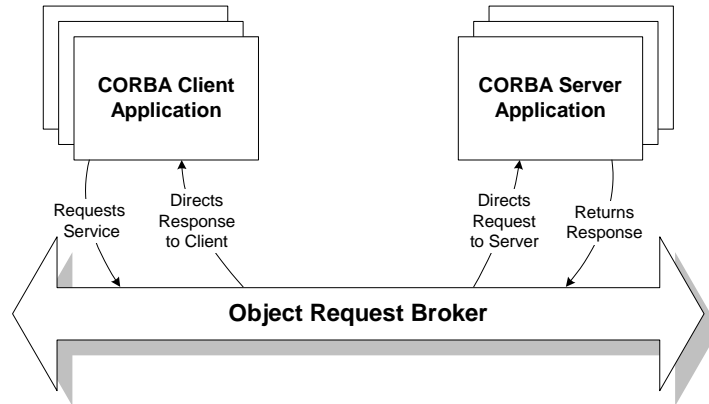 CORBA Client
Application
CORBA Server
Application
Requests
Service
Directs
Response
to Client
Directs
Request
to Server
Returns
Response
Object Request Broker